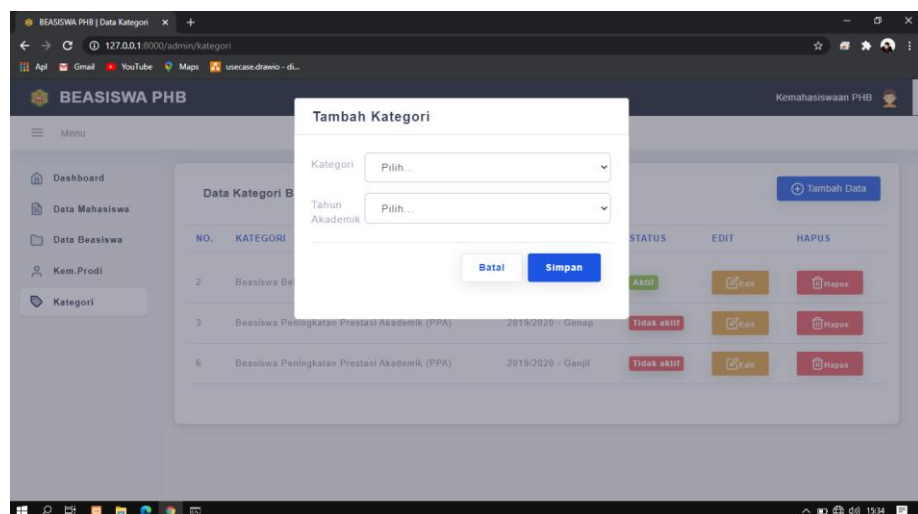 BEASISWA PHB | Data Kategori
127.0.0.1:8000/admin/kategori
Apl Gmail YouTube Maps usecase.drawio - di...
BEASISWA PHB
Kemahasiswaan PHB
Menu
Tambah Kategori
Kategori Pilih...
Tahun Akademik Pilih...
Batal Simpan
Dashboard
Data Mahasiswa
Data Beasiswa
Kem.Prodi
Kategori
Data Kategori B
Tambah Data
NO. KATEGORI STATUS EDIT HAPUS
2 Beasiswa Aktif Edit Hapus
3 Beasiswa Peningkatan Prestasi Akademik (PPA) 2019/2020 - Genap Tidak aktif Edit Hapus
6 Beasiswa Peningkatan Prestasi Akademik (PPA) 2019/2020 - Ganjil Tidak aktif Edit Hapus
15:34